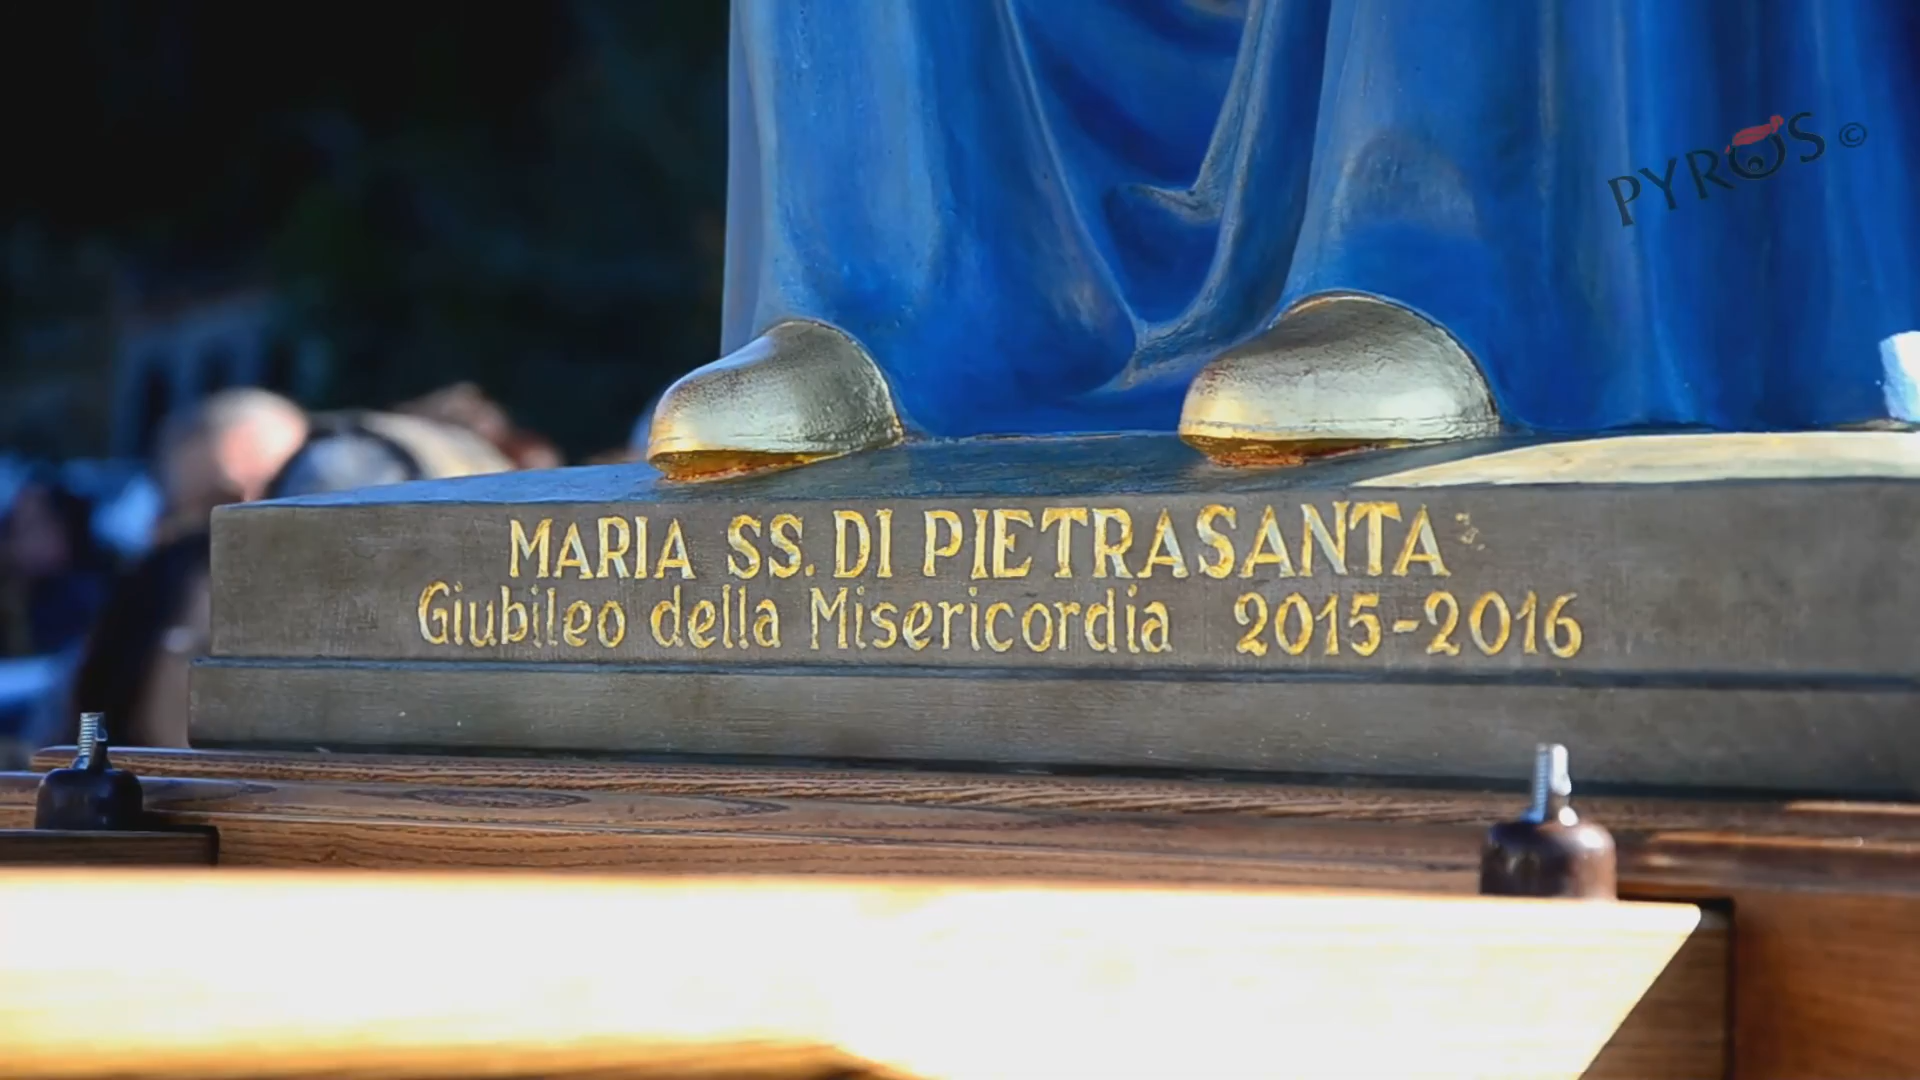 PYROS ©
MARIA SS. DI PIETRASANTA
Giubileo della Misericordia 2015-2016